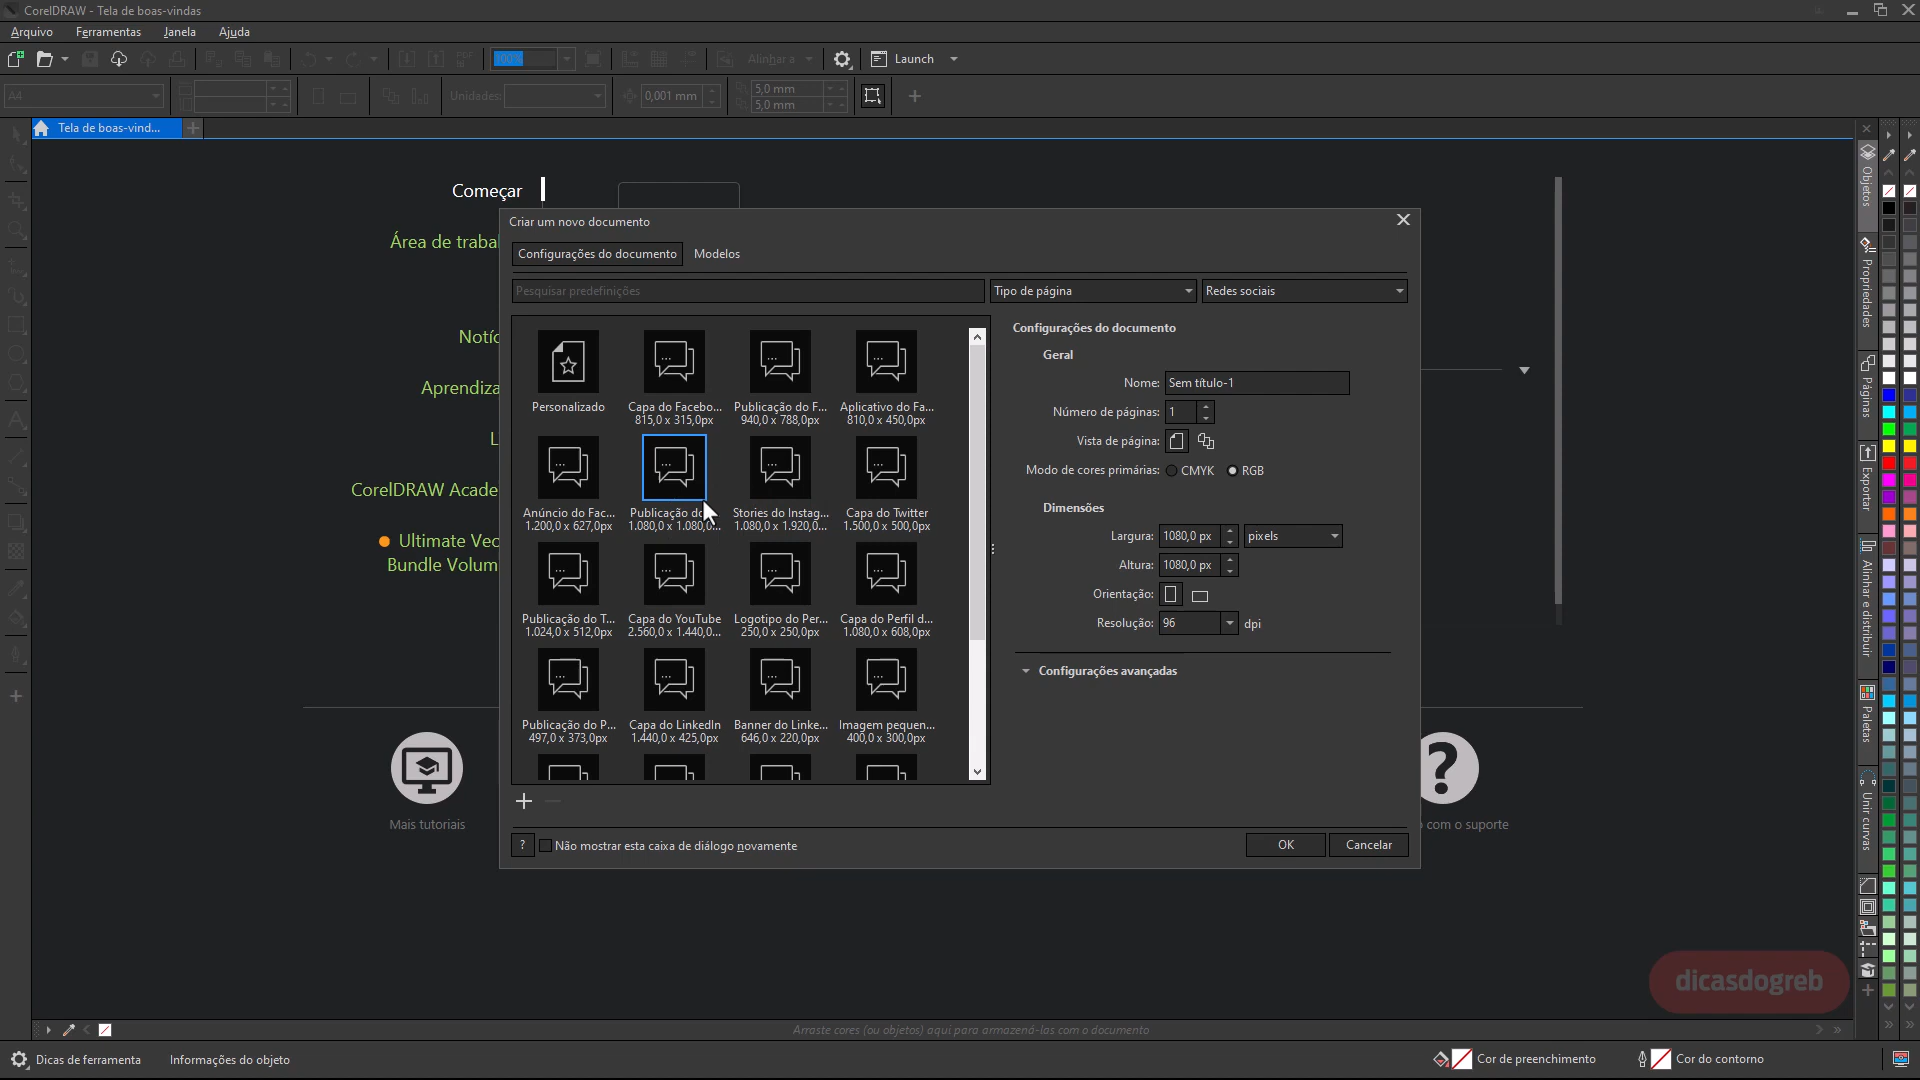 CorelDRAW - Tela de boas-vindas
Arquivo
Ferramentas
Janela
Ajuda
100%
Alinhar a
Launch
A4
Unidades:
0,001 mm
5,0 mm
5,0 mm
Tela de boas-vind...
Começar
Área de trabal
Notíc
Aprendiza
L
CorelDRAW Acade
Ultimate Vec
Bundle Volum
Mais tutoriais
Criar um novo documento
Configurações do documento
Modelos
Pesquisar predefinições
Tipo de página
Redes sociais
Personalizado
Capa do Facebo...
815,0 x 315,0px
Publicação do F...
940,0 x 788,0px
Aplicativo do Fa...
810,0 x 450,0px
Anúncio do Fac...
1.200,0 x 627,0px
Publicação do
1.080,0 x 1.080,0...
Stories do Instag...
1.080,0 x 1.920,0...
Capa do Twitter
1.500,0 x 500,0px
Publicação do T...
1.024,0 x 512,0px
Capa do YouTube
2.560,0 x 1.440,0...
Logotipo do Per...
250,0 x 250,0px
Capa do Perfil d...
1.080,0 x 608,0px
Publicação do P...
497,0 x 373,0px
Capa do LinkedIn
1.440,0 x 425,0px
Banner do Linke...
646,0 x 220,0px
Imagem pequen...
400,0 x 300,0px
Configurações do documento
Geral
Nome: Sem título-1
Número de páginas: 1
Vista de página:
Modo de cores primárias: CMYK RGB
Dimensões
Largura: 1080,0 px pixels
Altura: 1080,0 px
Orientação:
Resolução: 96 dpi
Configurações avançadas
? Não mostrar esta caixa de diálogo novamente
OK
Cancelar
com o suporte
Objetos
Propriedades
Páginas
Exportar
Alinhar e distribuir
Paletas
Unir curvas
dicasdogreb
Arraste cores (ou objetos) aqui para armazená-las com o documento
Dicas de ferramenta
Informações do objeto
Cor de preenchimento
Cor do contorno